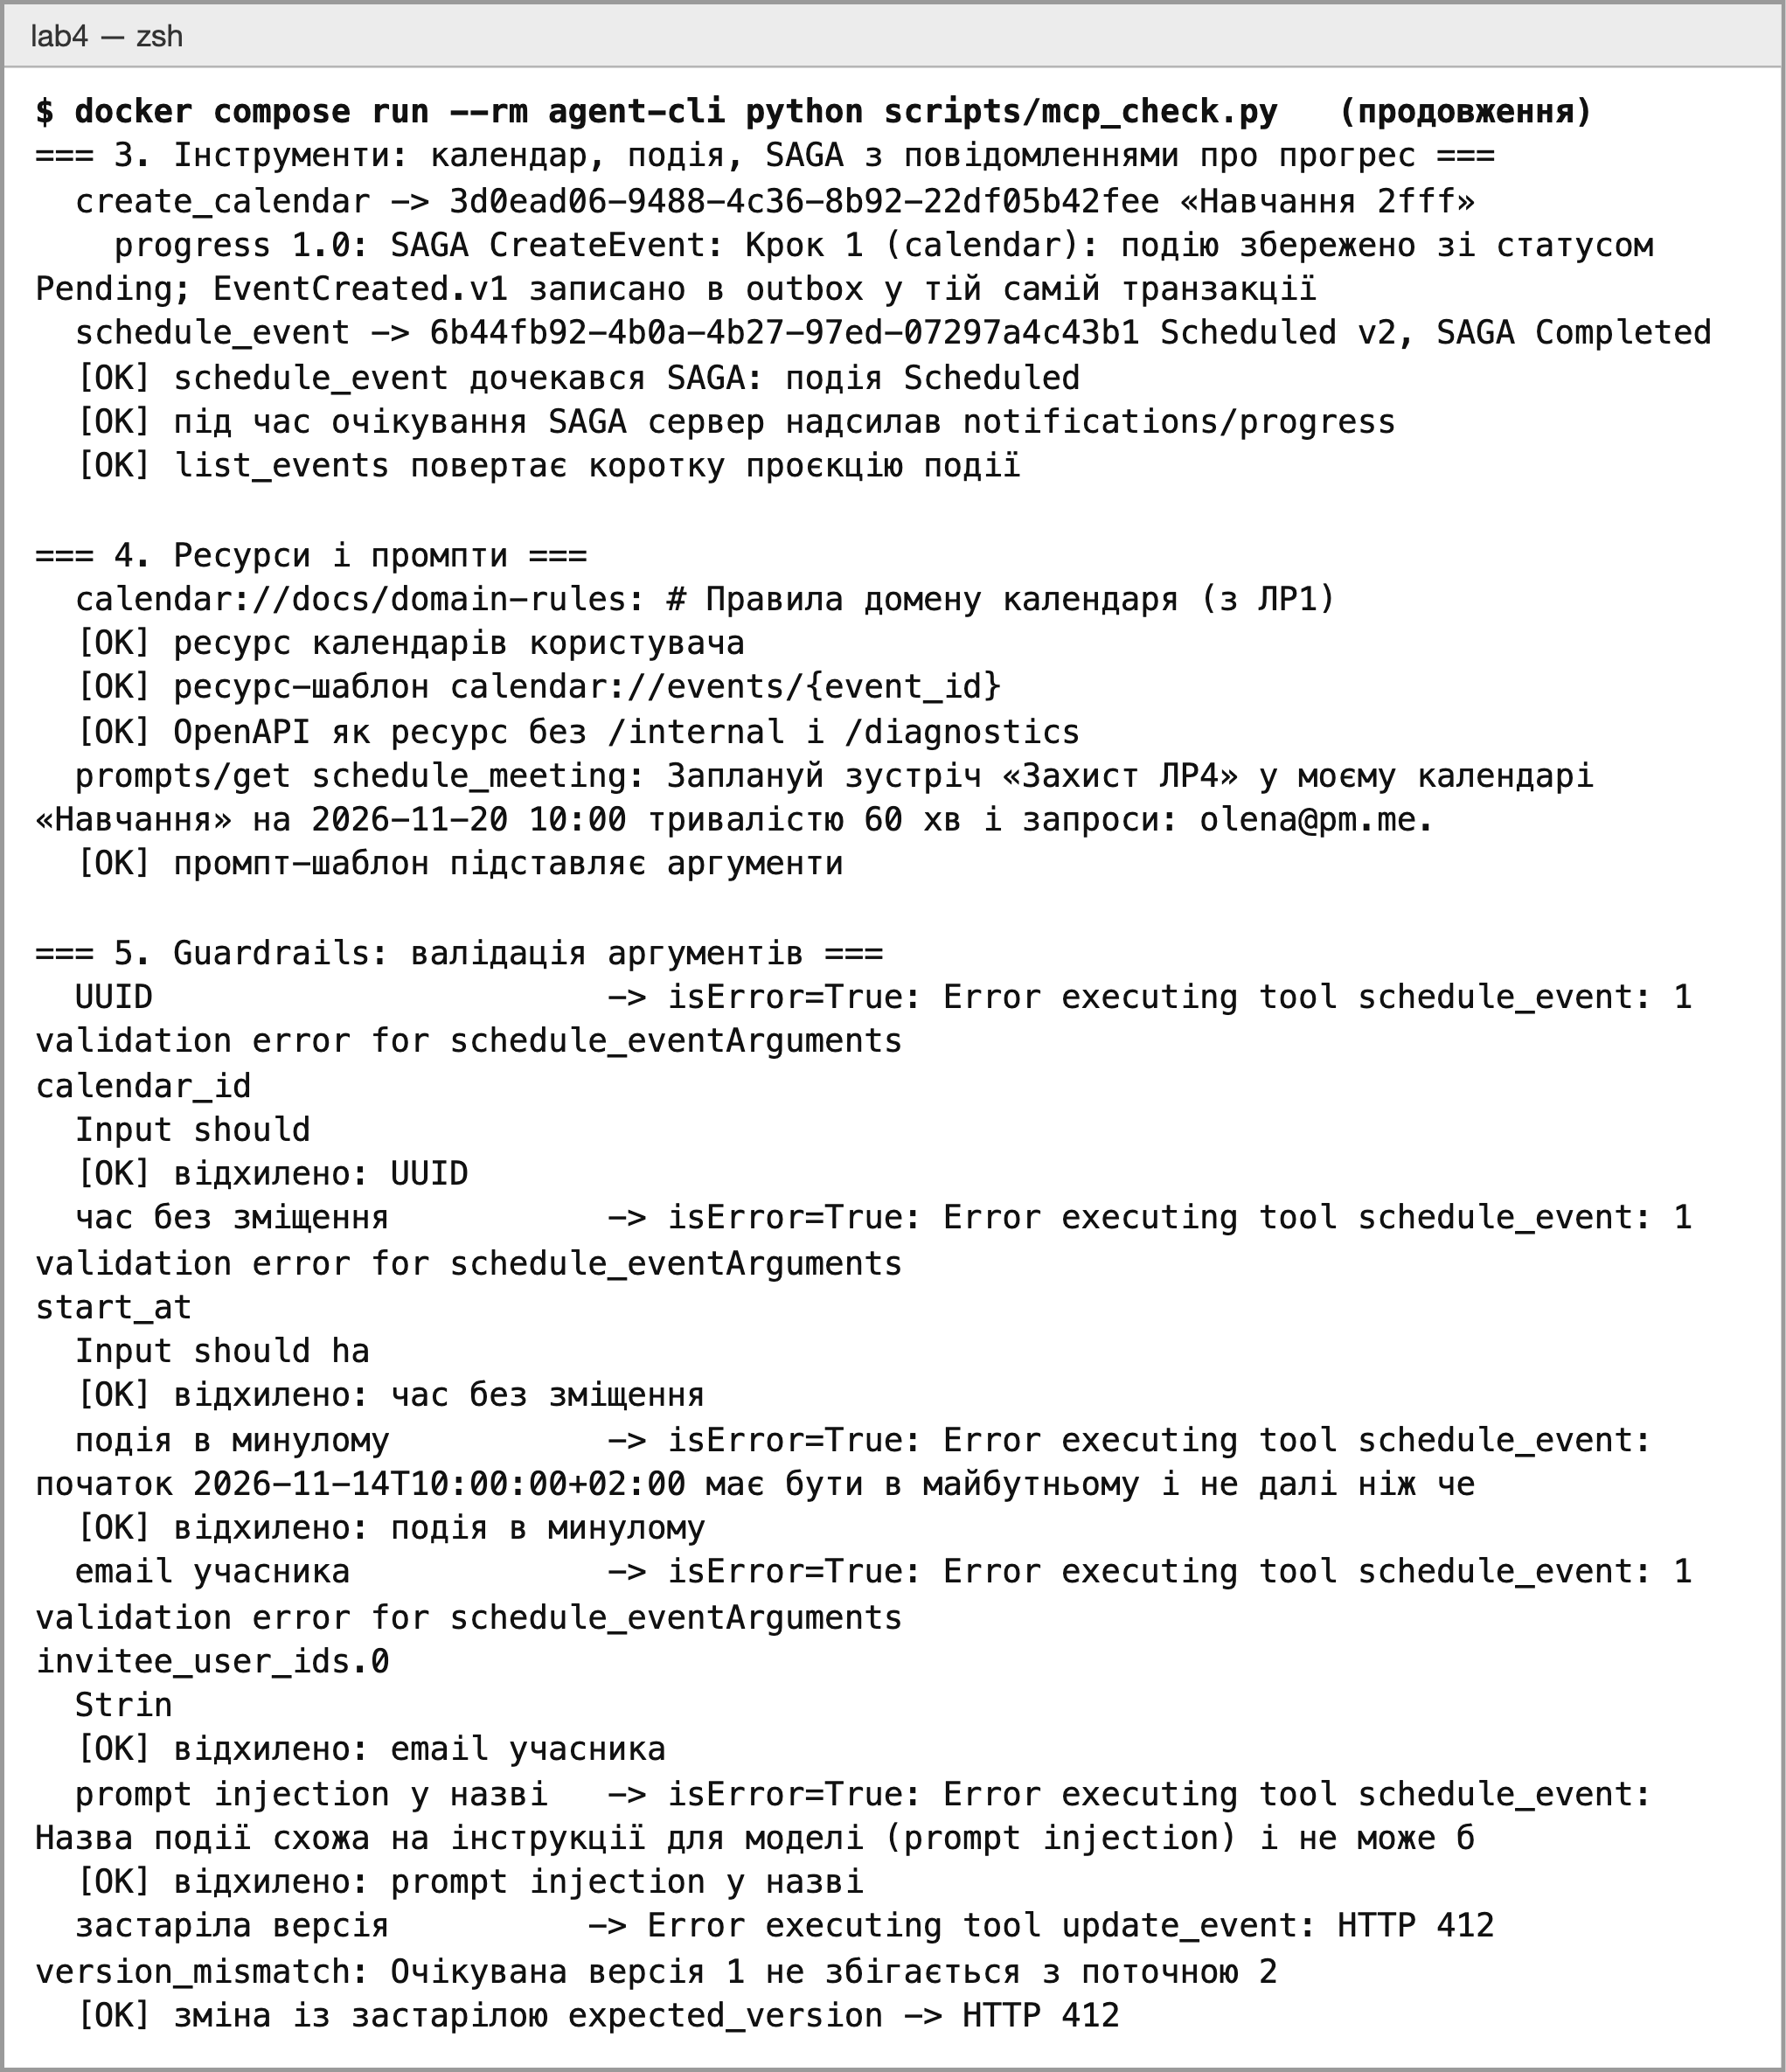 lab4 — zsh
$ docker compose run --rm agent-cli python scripts/mcp_check.py   (продовження)
=== 3. Інструменти: календар, подія, SAGA з повідомленнями про прогрес ===
  create_calendar -> 3d0ead06-9488-4c36-8b92-22df05b42fee «Навчання 2fff»
    progress 1.0: SAGA CreateEvent: Крок 1 (calendar): подію збережено зі статусом
Pending; EventCreated.v1 записано в outbox у тій самій транзакції
  schedule_event -> 6b44fb92-4b0a-4b27-97ed-07297a4c43b1 Scheduled v2, SAGA Completed
  [OK] schedule_event дочекався SAGA: подія Scheduled
  [OK] під час очікування SAGA сервер надсилав notifications/progress
  [OK] list_events повертає коротку проєкцію події

=== 4. Ресурси і промпти ===
  calendar://docs/domain-rules: # Правила домену календаря (з ЛР1)
  [OK] ресурс календарів користувача
  [OK] ресурс-шаблон calendar://events/{event_id}
  [OK] OpenAPI як ресурс без /internal і /diagnostics
  prompts/get schedule_meeting: Заплануй зустріч «Захист ЛР4» у моєму календарі
«Навчання» на 2026-11-20 10:00 тривалістю 60 хв і запроси: olena@pm.me.
  [OK] промпт-шаблон підставляє аргументи

=== 5. Guardrails: валідація аргументів ===
  UUID                       -> isError=True: Error executing tool schedule_event: 1
validation error for schedule_eventArguments
calendar_id
  Input should
  [OK] відхилено: UUID
  час без зміщення           -> isError=True: Error executing tool schedule_event: 1
validation error for schedule_eventArguments
start_at
  Input should ha
  [OK] відхилено: час без зміщення
  подія в минулому           -> isError=True: Error executing tool schedule_event:
початок 2026-11-14T10:00:00+02:00 має бути в майбутньому і не далі ніж че
  [OK] відхилено: подія в минулому
  email учасника             -> isError=True: Error executing tool schedule_event: 1
validation error for schedule_eventArguments
invitee_user_ids.0
  Strin
  [OK] відхилено: email учасника
  prompt injection у назві   -> isError=True: Error executing tool schedule_event:
Назва події схожа на інструкції для моделі (prompt injection) і не може б
  [OK] відхилено: prompt injection у назві
  застаріла версія          -> Error executing tool update_event: HTTP 412
version_mismatch: Очікувана версія 1 не збігається з поточною 2
  [OK] зміна із застарілою expected_version -> HTTP 412